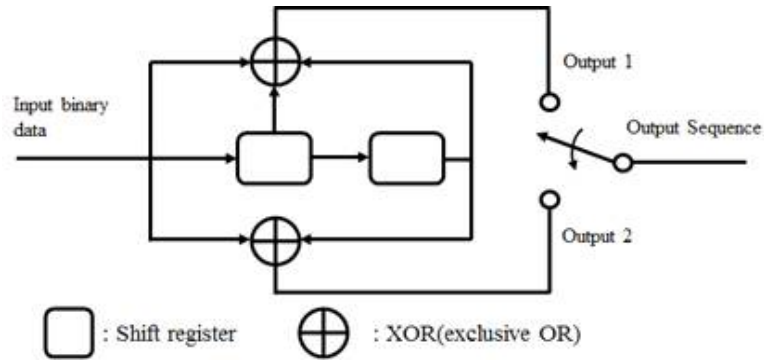 Output 1
Input binary
data
Output Sequence
Output 2
: Shift register
: XOR(exclusive OR)